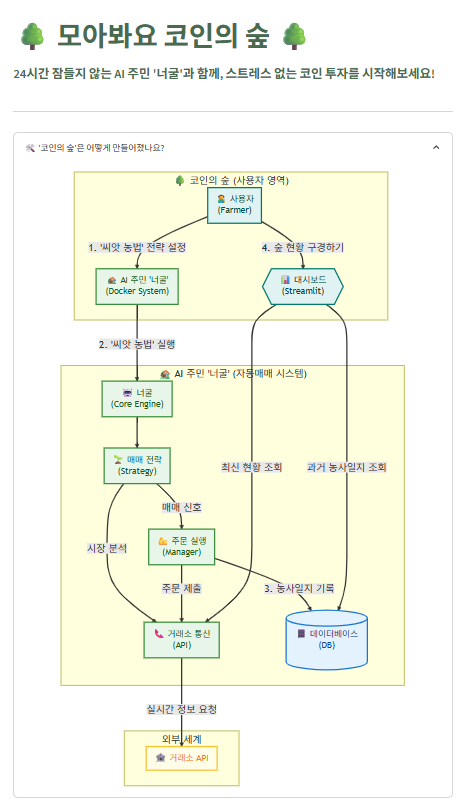 모아봐요 코인의 숲
24시간 잠들지 않는 AI 주민 '너굴'과 함께, 스트레스 없는 코인 투자를 시작해보세요!
'코인의 숲'은 어떻게 만들어졌나요?
코인의 숲 (사용자 영역)
사용자
(Farmer)
1. '씨앗 농법' 전략 설정
4. 숲 현황 구경하기
AI 주민 '너굴'
(Docker System)
대시보드
(Streamlit)
2. '씨앗 농법' 실행
AI 주민 '너굴' (자동매매 시스템)
너굴
(Core Engine)
매매 전략
(Strategy)
최신 현황 조회
과거 농사일지 조회
매매 신호
시장 분석
주문 실행
(Manager)
주문 제출
3. 농사일지 기록
거래소 통신
(API)
데이터베이스
(DB)
실시간 정보 요청
외부 세계
거래소 API